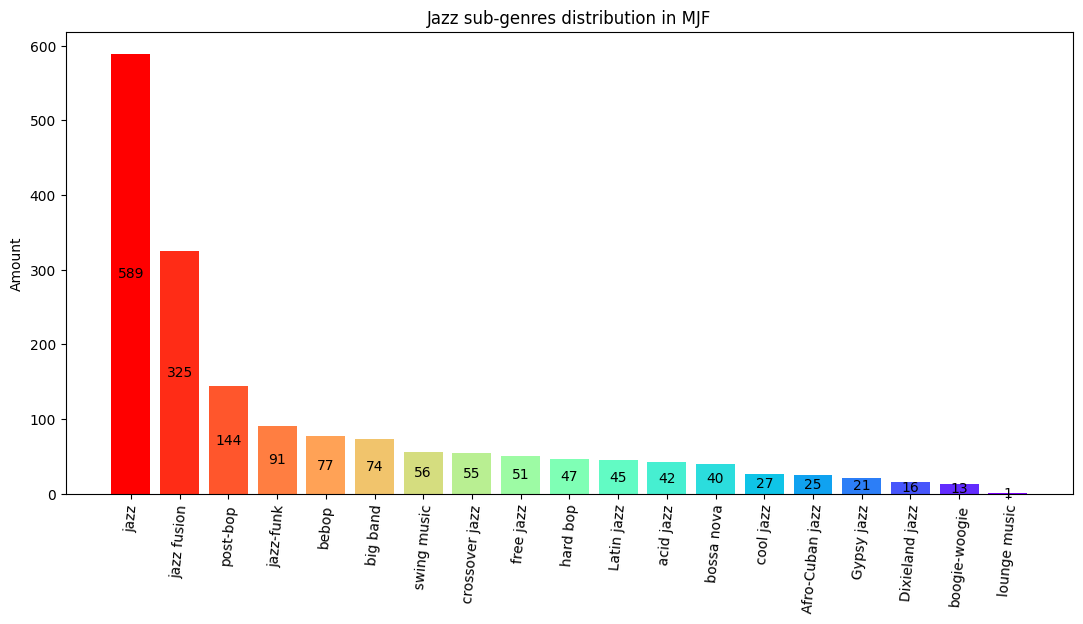 Jazz sub-genres distribution in MJF
Amount
600
500
400
300
200
100
0
589
325
144
91
77
74
56
55
51
47
45
42
40
27
25
21
16
13
1
jazz
jazz fusion
post-bop
jazz-funk
bebop
big band
swing music
crossover jazz
free jazz
hard bop
Latin jazz
acid jazz
bossa nova
cool jazz
Afro-Cuban jazz
Gypsy jazz
Dixieland jazz
boogie-woogie
lounge music